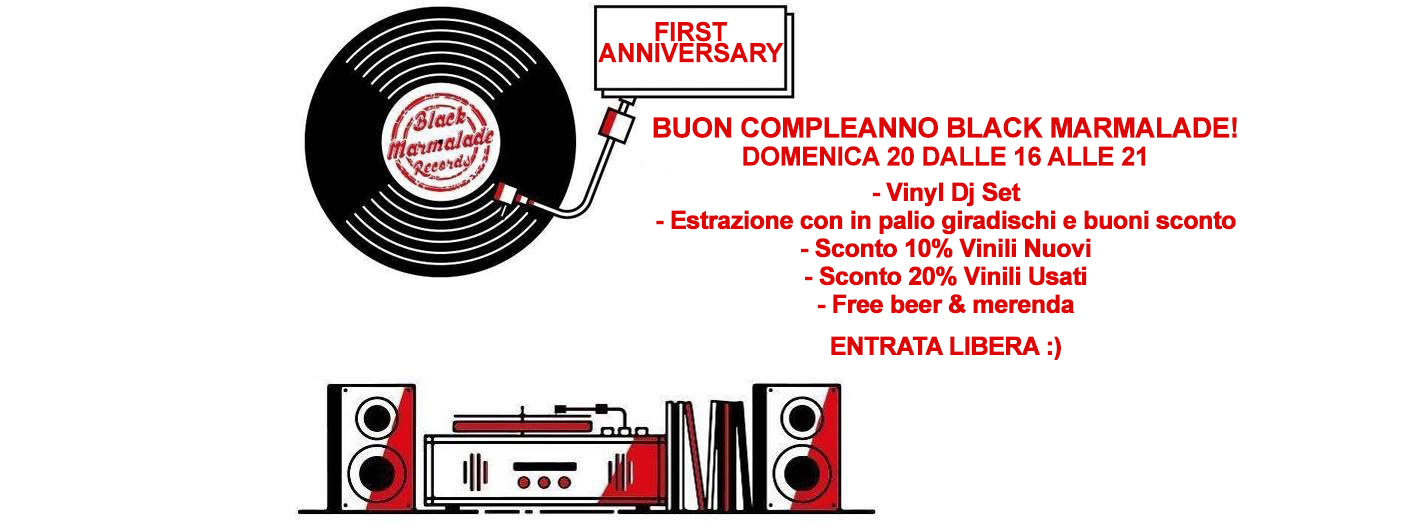 Black
Marmalade
Records
FIRST
ANNIVERSARY
BUON COMPLEANNO BLACK MARMALADE!
DOMENICA 20 DALLE 16 ALLE 21
- Vinyl Dj Set
- Estrazione con in palio giradischi e buoni sconto
- Sconto 10% Vinili Nuovi
- Sconto 20% Vinili Usati
- Free beer & merenda
ENTRATA LIBERA :)